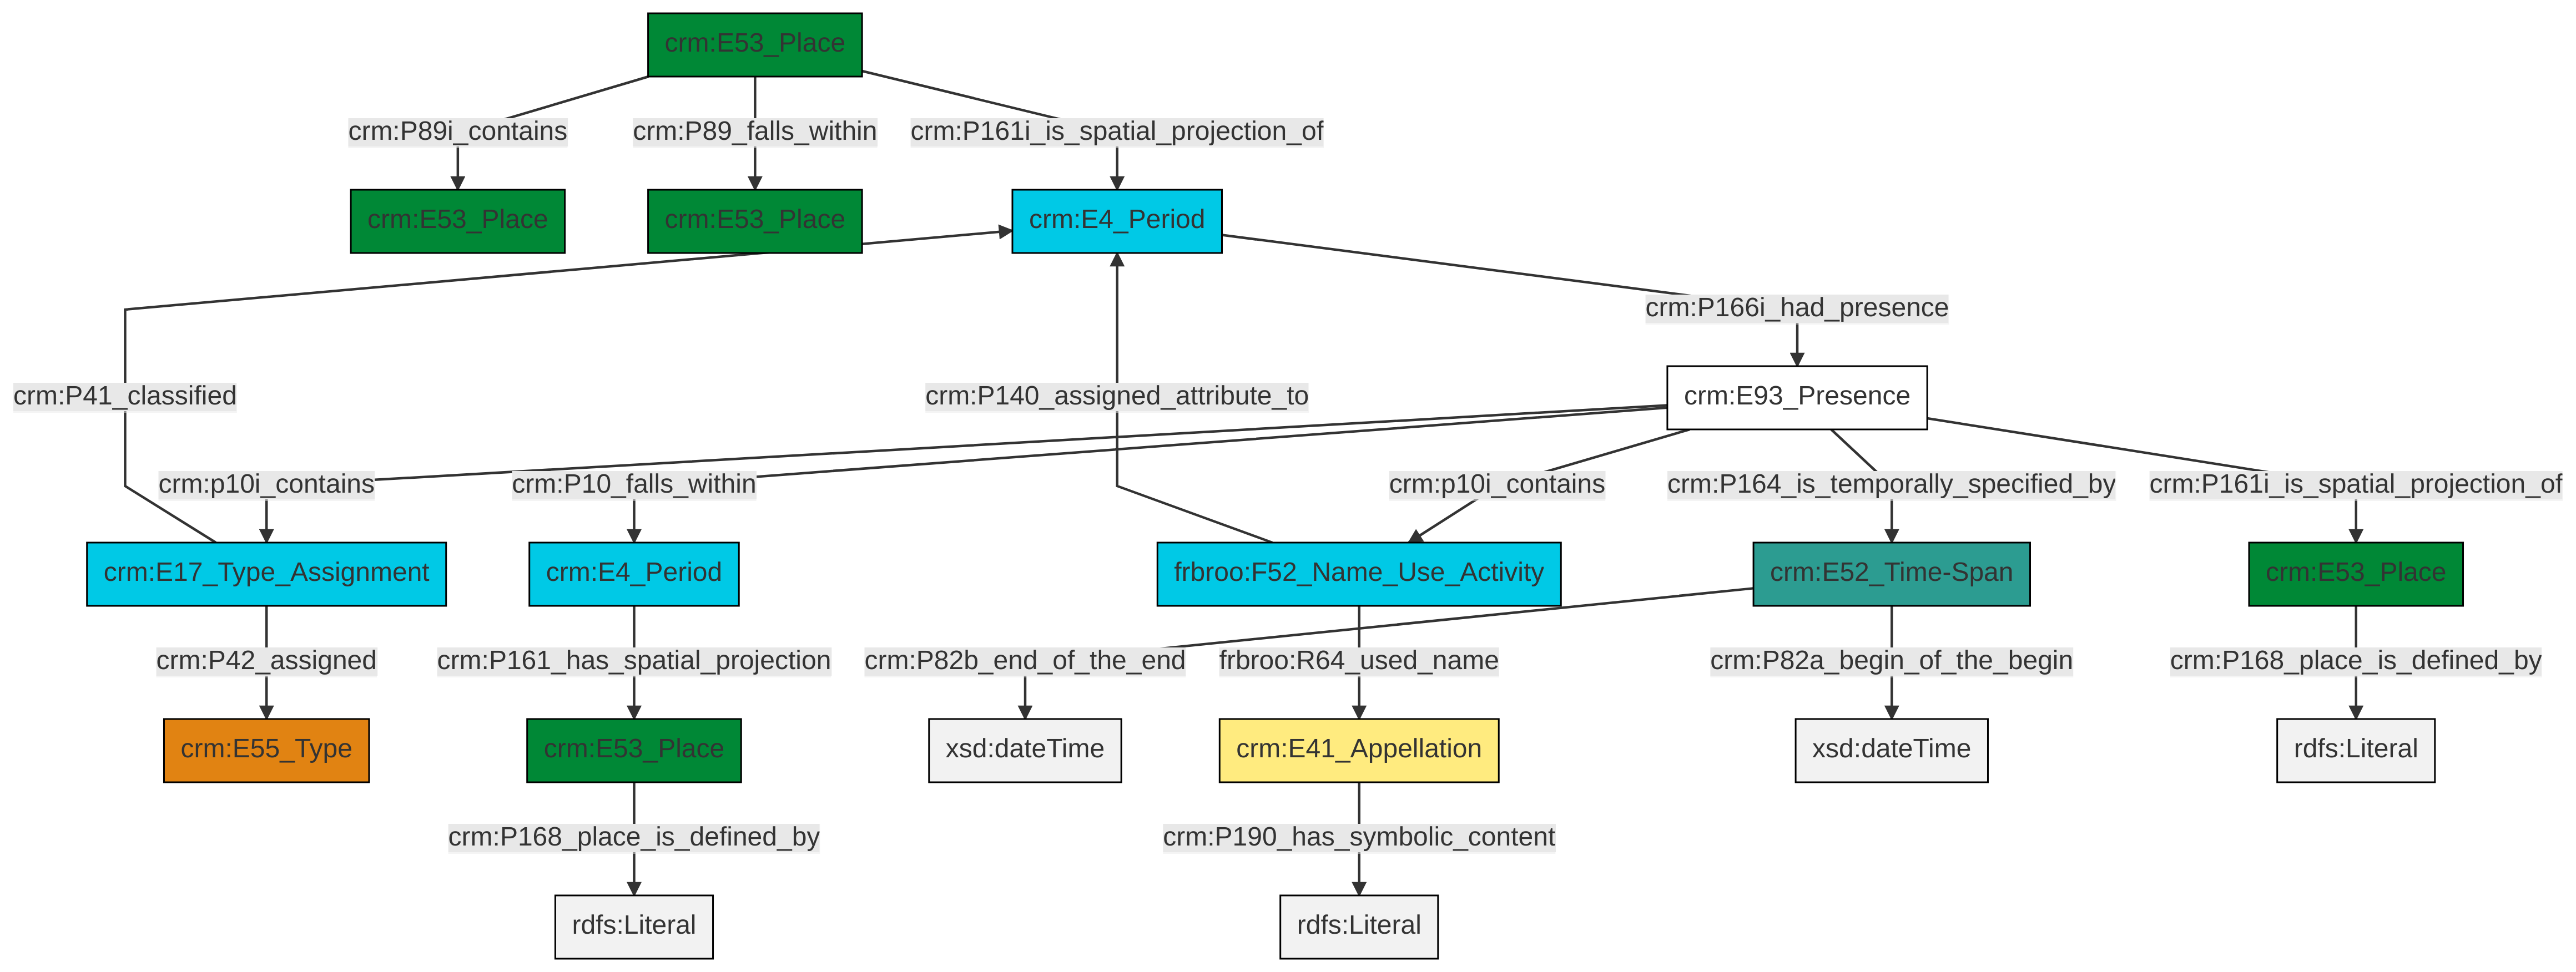 crm:E53_Place
crm:P89i_contains
crm:P89_falls_within
crm:P161i_is_spatial_projection_of
crm:E53_Place
crm:E53_Place
crm:E4_Period
crm:P166i_had_presence
crm:P41_classified
crm:P140_assigned_attribute_to
crm:E93_Presence
crm:p10i_contains
crm:P10_falls_within
crm:p10i_contains
crm:P164_is_temporally_specified_by
crm:P161i_is_spatial_projection_of
crm:E17_Type_Assignment
crm:E4_Period
frbroo:F52_Name_Use_Activity
crm:E52_Time-Span
crm:E53_Place
crm:P42_assigned
crm:P161_has_spatial_projection
crm:P82b_end_of_the_end
frbroo:R64_used_name
crm:P82a_begin_of_the_begin
crm:P168_place_is_defined_by
crm:E55_Type
crm:E53_Place
xsd:dateTime
crm:E41_Appellation
xsd:dateTime
rdfs:Literal
crm:P168_place_is_defined_by
crm:P190_has_symbolic_content
rdfs:Literal
rdfs:Literal